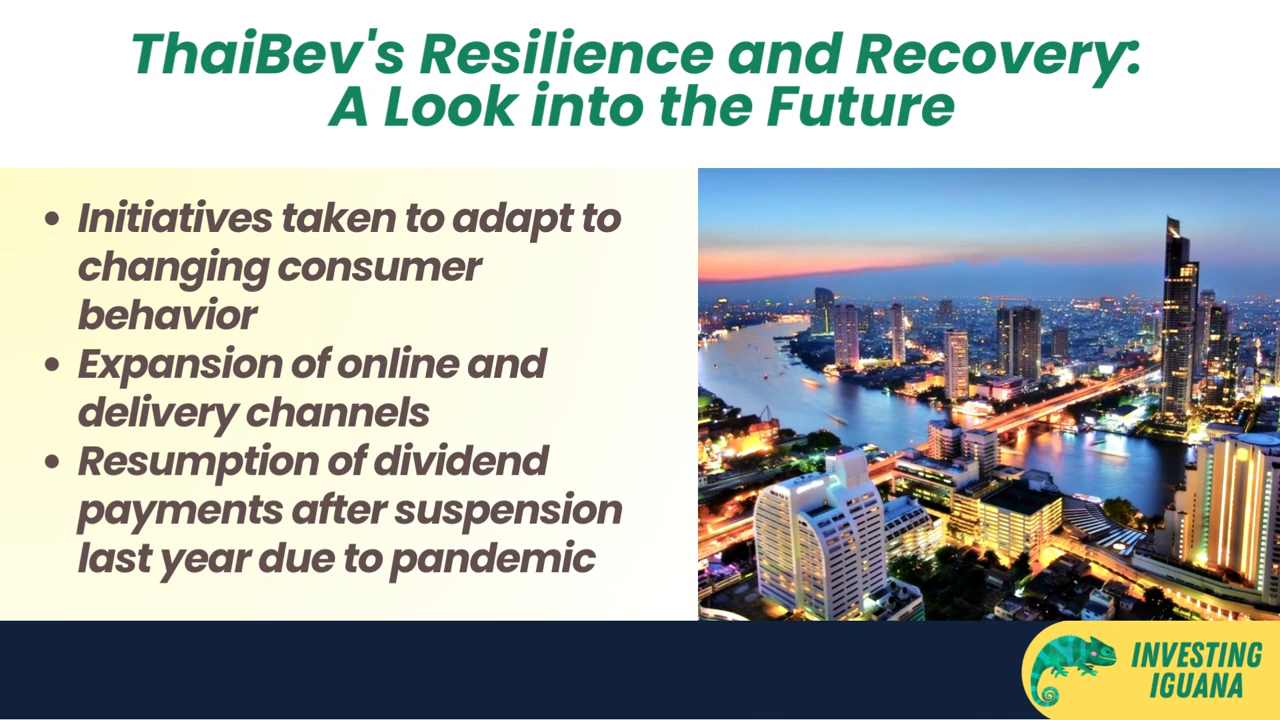 ThaiBev's Resilience and Recovery:
A Look into the Future
• Initiatives taken to adapt to
changing consumer
behavior
• Expansion of online and
delivery channels
• Resumption of dividend
payments after suspension
last year due to pandemic
INVESTING
IGUANA